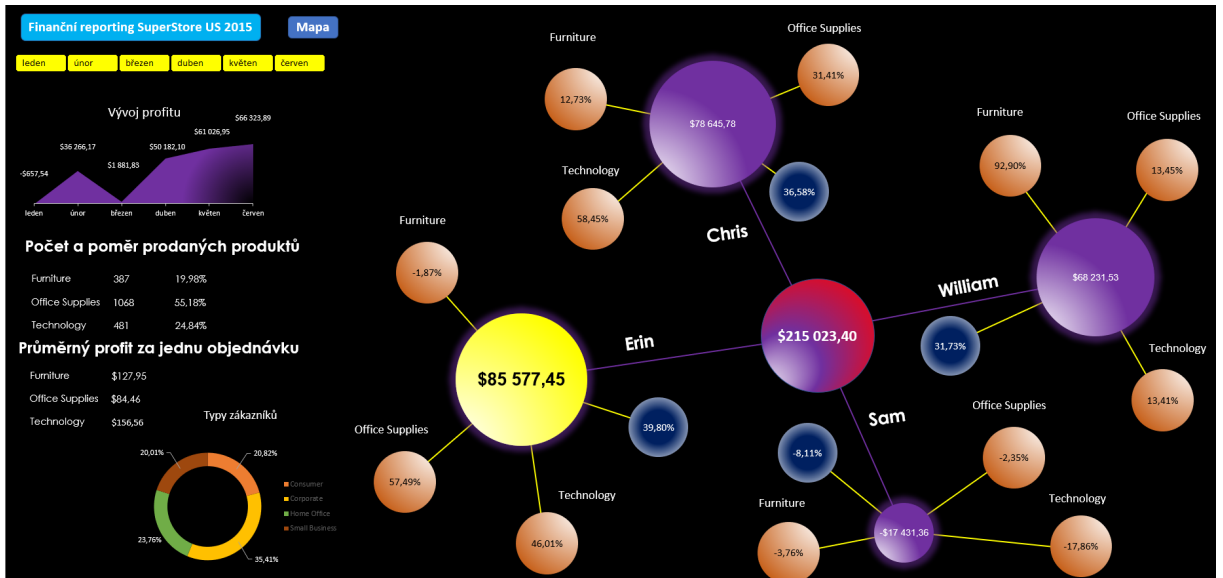 Finanční reporting SuperStore US 2015
Mapa
leden únor březen duben květen červen
Vývoj profitu
-$657,54
$36 266,17
$1 881,83
$50 182,10
$61 026,95
$66 323,89
leden únor březen duben květen červen
Počet a poměr prodaných produktů
Furniture 387 19,98%
Office Supplies 1068 55,18%
Technology 481 24,84%
Průměrný profit za jednu objednávku
Furniture $127,95
Office Supplies $84,46
Technology $156,56
Typy zákazníků
20,01%
20,82%
23,76%
35,41%
Consumer
Corporate
Home Office
Small Business
Furniture
12,73%
Office Supplies
31,41%
$78 645,78
Technology
58,45%
36,58%
Chris
Furniture
92,90%
Office Supplies
13,45%
$68 231,53
William
31,73%
Technology
13,41%
$215 023,40
Furniture
-1,87%
Erin
$85 577,45
39,80%
Office Supplies
57,49%
Technology
46,01%
Sam
-8,11%
Office Supplies
-2,35%
Furniture
-3,76%
-$17 431,36
Technology
-17,86%